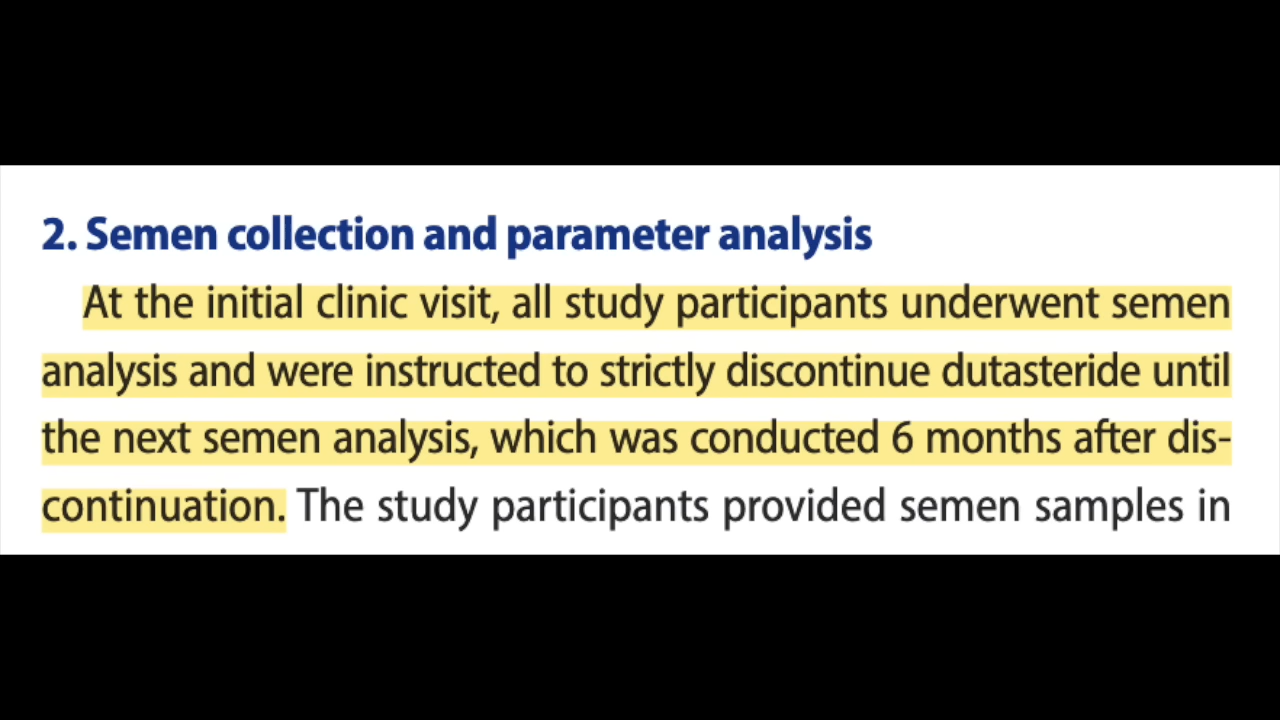 2. Semen collection and parameter analysis
At the initial clinic visit, all study participants underwent semen
analysis and were instructed to strictly discontinue dutasteride until
the next semen analysis, which was conducted 6 months after dis-
continuation. The study participants provided semen samples in